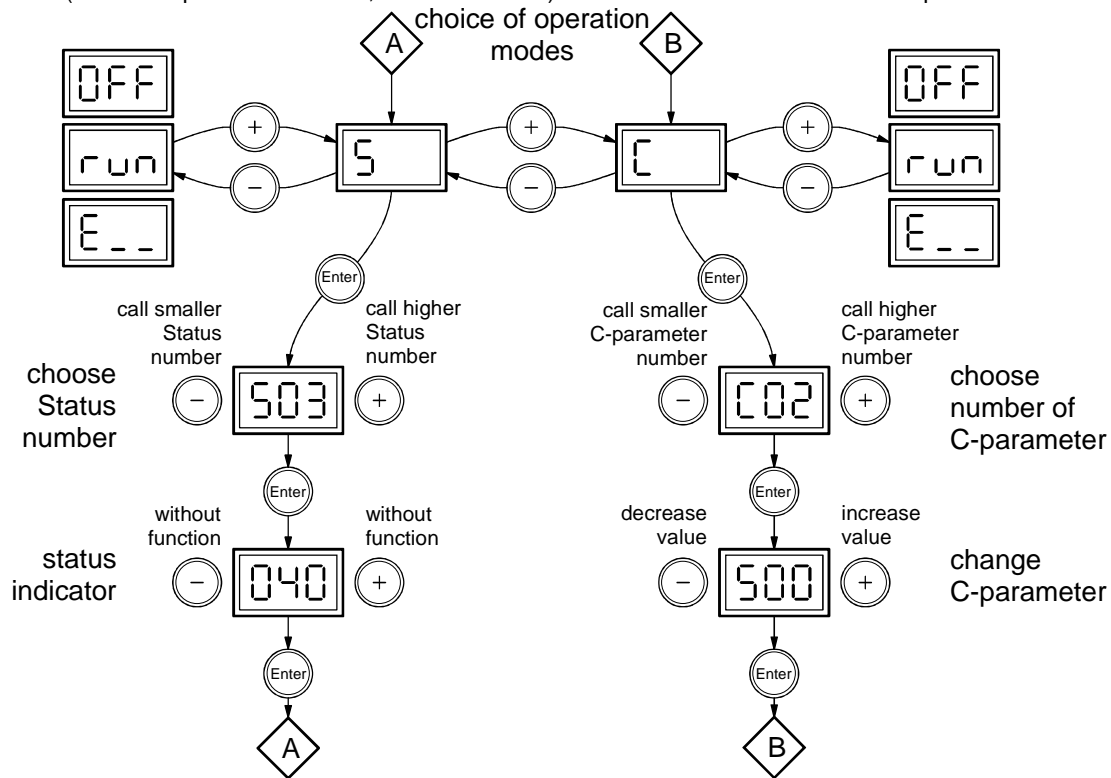 choice of operation
modes
A
B
OFF
OFF
+
+
+
run
S
C
run
−
−
−
E_ _
E_ _
Enter
Enter
call smaller
Status
number
call higher
Status
number
call smaller
C-parameter
number
call higher
C-parameter
number
choose
Status
number
−
S03
+
−
C02
+
choose
number of
C-parameter
Enter
Enter
without
function
without
function
decrease
value
increase
value
status
indicator
−
040
+
−
500
+
change
C-parameter
Enter
Enter
A
B